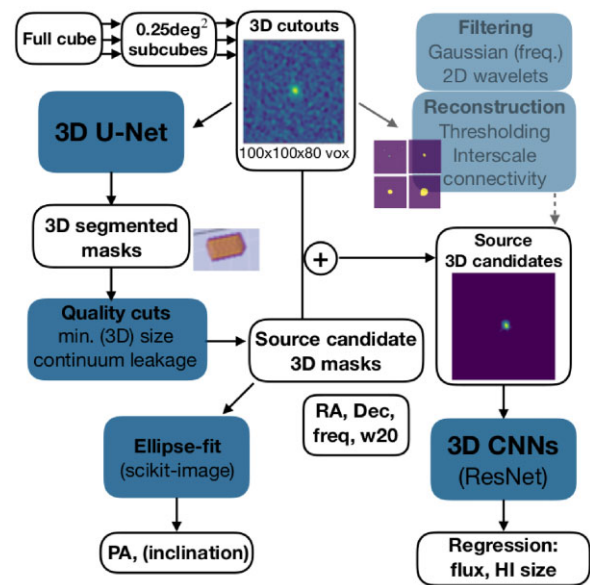 Full cube
0.25deg²
subcubes
3D cutouts
100x100x80 vox
Filtering
Gaussian (freq.)
2D wavelets
Reconstruction
Thresholding
Interscale
connectivity
3D U-Net
3D segmented
masks
Quality cuts
min. (3D) size
continuum leakage
Source candidate
3D masks
+
Source
3D candidates
RA, Dec,
freq, w20
Ellipse-fit
(scikit-image)
PA, (inclination)
3D CNNs
(ResNet)
Regression:
flux, HI size